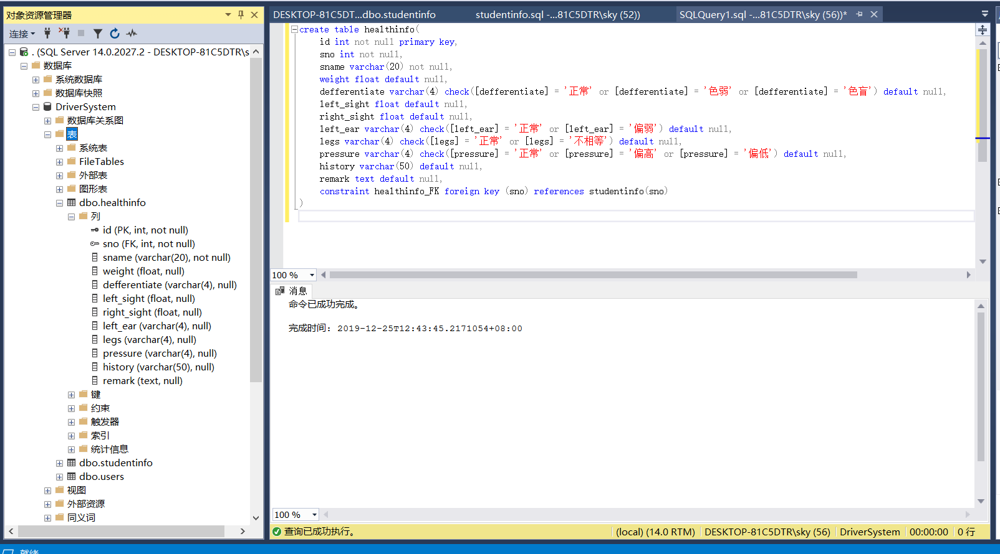 对象资源管理器
连接
. (SQL Server 14.0.2027.2 - DESKTOP-81C5DTR\s
数据库
系统数据库
数据库快照
DriverSystem
数据库关系图
表
系统表
FileTables
外部表
图形表
dbo.healthinfo
列
id (PK, int, not null)
sno (FK, int, not null)
sname (varchar(20), not null)
weight (float, null)
defferentiate (varchar(4), null)
left_sight (float, null)
right_sight (float, null)
left_ear (varchar(4), null)
legs (varchar(4), null)
pressure (varchar(4), null)
history (varchar(50), null)
remark (text, null)
键
约束
触发器
索引
统计信息
dbo.studentinfo
dbo.users
视图
外部资源
同义词
DESKTOP-81C5DT...dbo.studentinfo
studentinfo.sql -...81C5DTR\sky (52))
SQLQuery1.sql -...81C5DTR\sky (56))*
create table healthinfo(
id int not null primary key,
sno int not null,
sname varchar(20) not null,
weight float default null,
defferentiate varchar(4) check([defferentiate] = '正常' or [defferentiate] = '色弱' or [defferentiate] = '色盲') default null,
left_sight float default null,
right_sight float default null,
left_ear varchar(4) check([left_ear] = '正常' or [left_ear] = '偏弱') default null,
legs varchar(4) check([legs] = '正常' or [legs] = '不相等') default null,
pressure varchar(4) check([pressure] = '正常' or [pressure] = '偏高' or [pressure] = '偏低') default null,
history varchar(50) default null,
remark text default null,
constraint healthinfo_FK foreign key (sno) references studentinfo(sno)
)
100 %
消息
命令已成功完成。
完成时间: 2019-12-25T12:43:45.2171054+08:00
100 %
查询已成功执行。
(local) (14.0 RTM)
DESKTOP-81C5DTR\sky (56)
DriverSystem
00:00:00
0 行
就绪